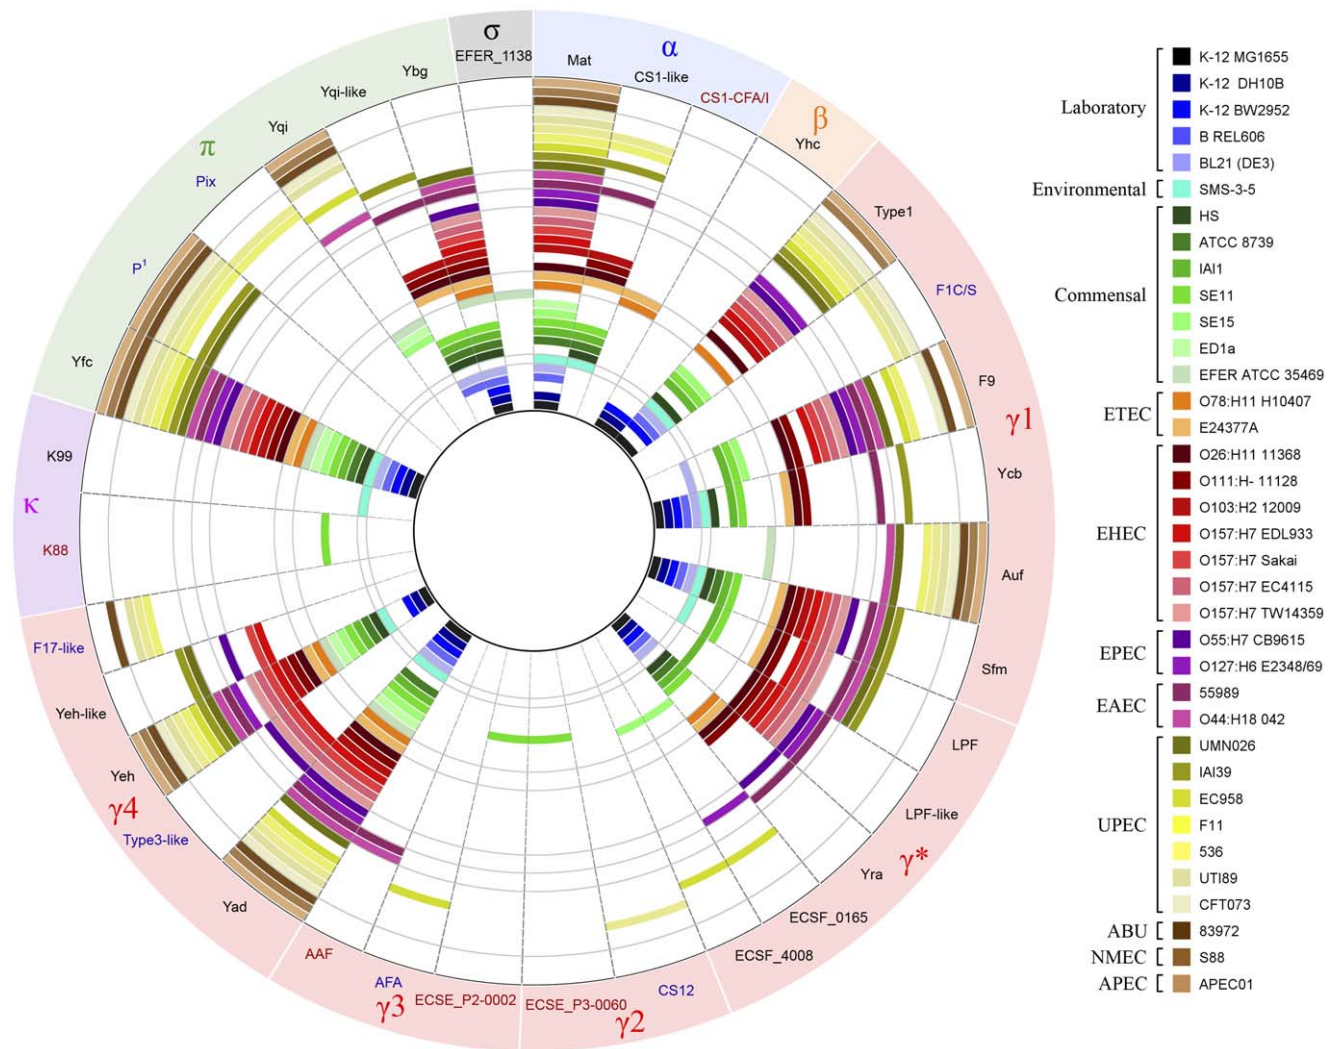 σ
EFER_1138
α
Mat
CS1-like
CS1-CFA/I
β
Yhc
Type1
F1C/S
F9
γ1
Ycb
Auf
Sfm
LPF
LPF-like
γ*
Yra
ECSF_0165
ECSF_4008
CS12
γ2
ECSE_P3-0060
ECSE_P2-0002
γ3
AFA
AAF
Yad
Type3-like
γ4
Yeh
Yeh-like
F17-like
K88
κ
K99
Yfc
P1
Pix
π
Yqi
Yqi-like
Ybg
Laboratory
K-12 MG1655
K-12 DH10B
K-12 BW2952
B REL606
BL21 (DE3)
Environmental
SMS-3-5
Commensal
HS
ATCC 8739
IAI1
SE11
SE15
ED1a
EFER ATCC 35469
ETEC
O78:H11 H10407
E24377A
EHEC
O26:H11 11368
O111:H- 11128
O103:H2 12009
O157:H7 EDL933
O157:H7 Sakai
O157:H7 EC4115
O157:H7 TW14359
EPEC
O55:H7 CB9615
O127:H6 E2348/69
EAEC
55989
O44:H18 042
UPEC
UMN026
IAI39
EC958
F11
536
UTI89
CFT073
ABU
83972
NMEC
S88
APEC
APEC01